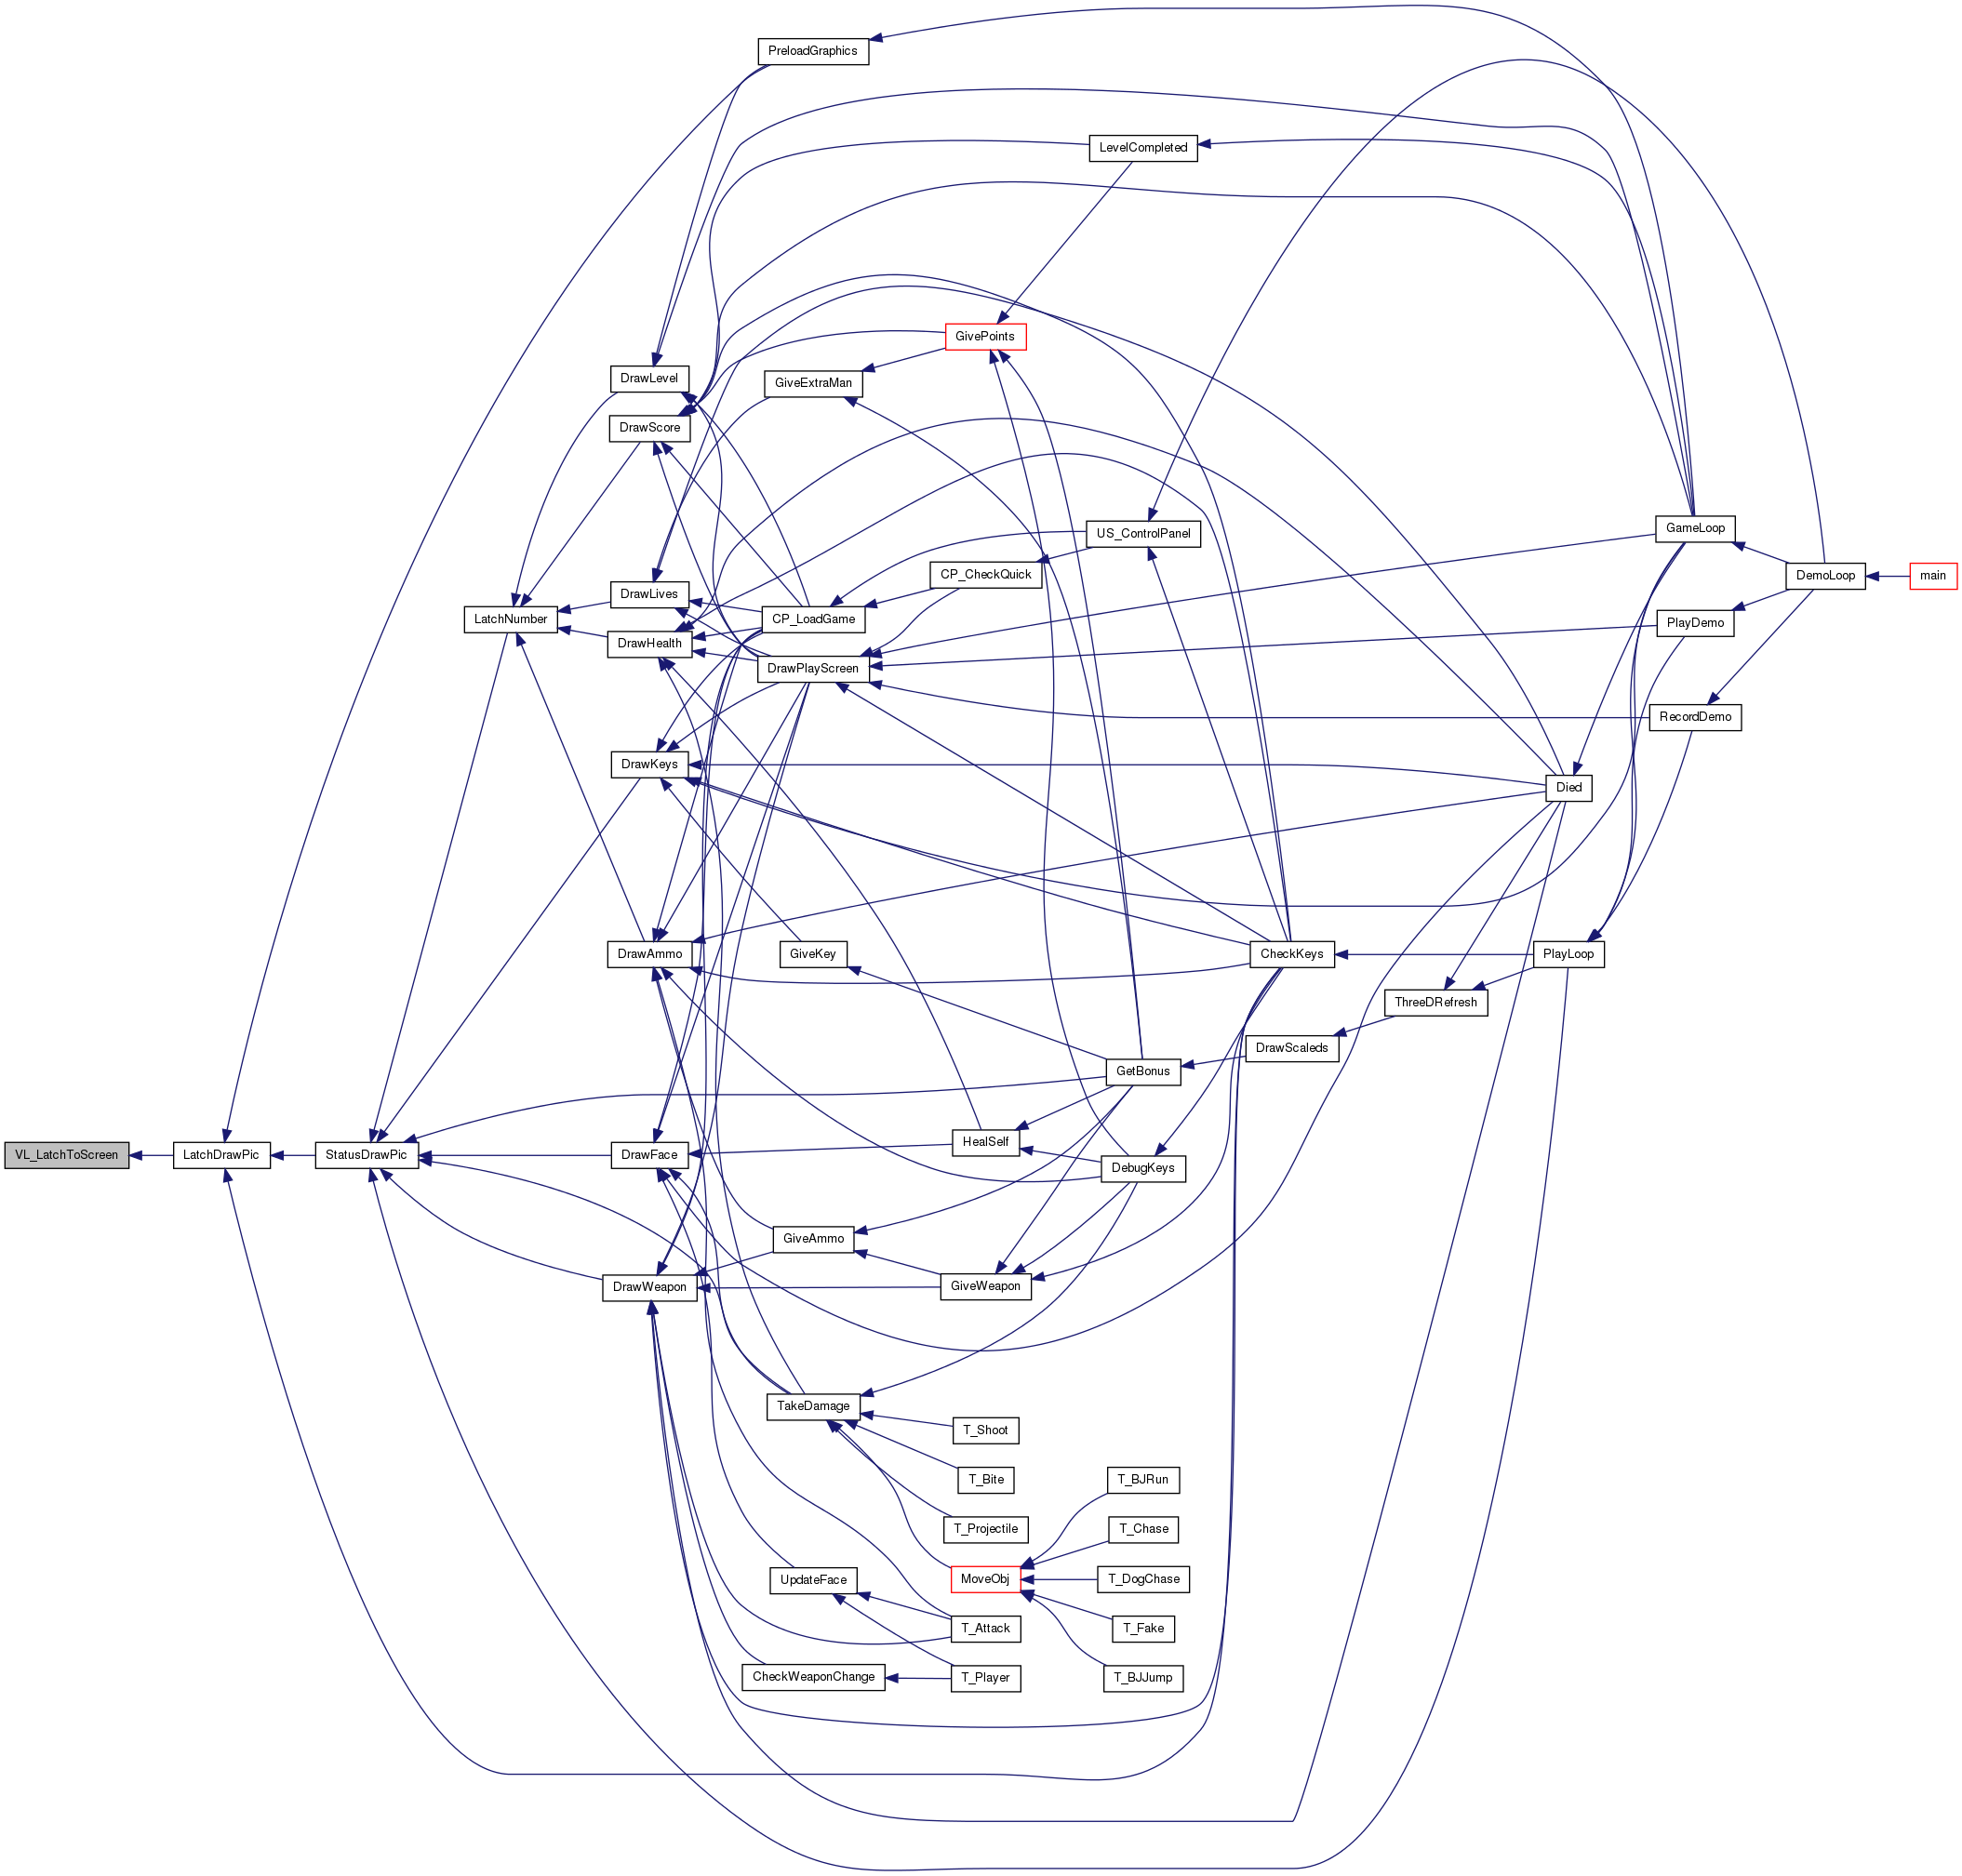 PreloadGraphics
LevelCompleted
GivePoints
DrawLevel
GiveExtraMan
DrawScore
US_ControlPanel
GameLoop
CP_CheckQuick
DemoLoop
main
DrawLives
LatchNumber
CP_LoadGame
PlayDemo
DrawHealth
DrawPlayScreen
RecordDemo
DrawKeys
Died
DrawAmmo
GiveKey
CheckKeys
PlayLoop
ThreeDRefresh
DrawScaleds
GetBonus
HealSelf
VL_LatchToScreen
LatchDrawPic
StatusDrawPic
DrawFace
DebugKeys
GiveAmmo
DrawWeapon
GiveWeapon
TakeDamage
T_Shoot
T_Bite
T_BJRun
T_Projectile
T_Chase
UpdateFace
MoveObj
T_DogChase
T_Attack
T_Fake
CheckWeaponChange
T_Player
T_BJJump